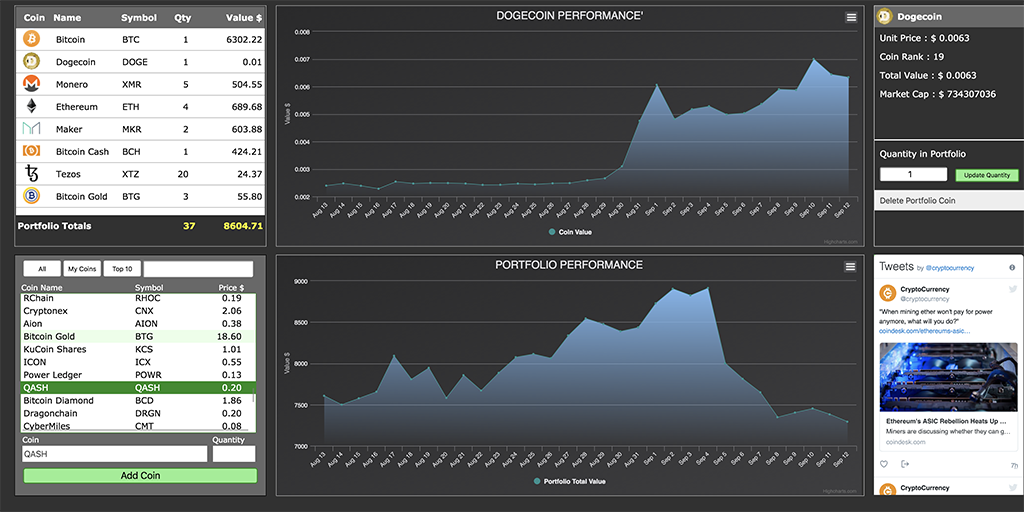 Coin Name Symbol Qty Value $
Bitcoin BTC 1 6302.22
Dogecoin DOGE 1 0.01
Monero XMR 5 504.55
Ethereum ETH 4 689.68
Maker MKR 2 603.88
Bitcoin Cash BCH 1 424.21
Tezos XTZ 20 24.37
Bitcoin Gold BTG 3 55.80
Portfolio Totals 37 8604.71
DOGECOIN PERFORMANCE'
0.008
0.007
0.006
0.005
0.004
0.003
0.002
Value $
Aug 13 Aug 14 Aug 15 Aug 16 Aug 17 Aug 18 Aug 19 Aug 20 Aug 21 Aug 22 Aug 23 Aug 24 Aug 25 Aug 26 Aug 27 Aug 28 Aug 29 Aug 30 Aug 31 Sep 1 Sep 2 Sep 3 Sep 4 Sep 5 Sep 6 Sep 7 Sep 8 Sep 9 Sep 10 Sep 11 Sep 12
Coin Value
Highcharts.com
Dogecoin
Unit Price : $ 0.0063
Coin Rank : 19
Total Value : $ 0.0063
Market Cap : $ 734307036
Quantity in Portfolio
1 Update Quantity
Delete Portfolio Coin
All My Coins Top 10
Coin Name Symbol Price $
RChain RHOC 0.19
Cryptonex CNX 2.06
Aion AION 0.38
Bitcoin Gold BTG 18.60
KuCoin Shares KCS 1.01
ICON ICX 0.55
Power Ledger POWR 0.13
QASH QASH 0.20
Bitcoin Diamond BCD 1.86
Dragonchain DRGN 0.20
CyberMiles CMT 0.08
Coin Quantity
QASH
Add Coin
PORTFOLIO PERFORMANCE
9000
8500
8000
7500
7000
Value $
Aug 13 Aug 14 Aug 15 Aug 16 Aug 17 Aug 18 Aug 19 Aug 20 Aug 21 Aug 22 Aug 23 Aug 24 Aug 25 Aug 26 Aug 27 Aug 28 Aug 29 Aug 30 Aug 31 Sep 1 Sep 2 Sep 3 Sep 4 Sep 5 Sep 6 Sep 7 Sep 8 Sep 9 Sep 10 Sep 11 Sep 12
Portfolio Total Value
Highcharts.com
Tweets by @cryptocurrency
CryptoCurrency
@cryptocurrency
"When mining ether won't pay for power
anymore, what will you do?"
coindesk.com/ethereums-asic...
Ethereum's ASIC Rebellion Heats Up ...
Miners are discussing whether they can g...
coindesk.com
7h
CryptoCurrency